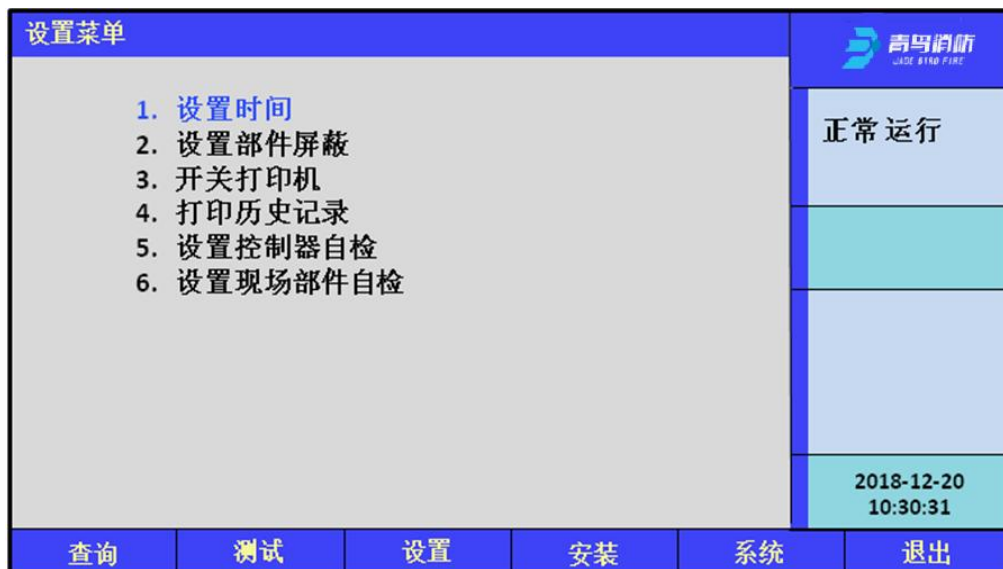 设置菜单
青鸟消防
JADE BIRD FIRE
1. 设置时间
2. 设置部件屏蔽
3. 开关打印机
4. 打印历史记录
5. 设置控制器自检
6. 设置现场部件自检
正常运行
2018-12-20
10:30:31
查询 测试 设置 安装 系统 退出